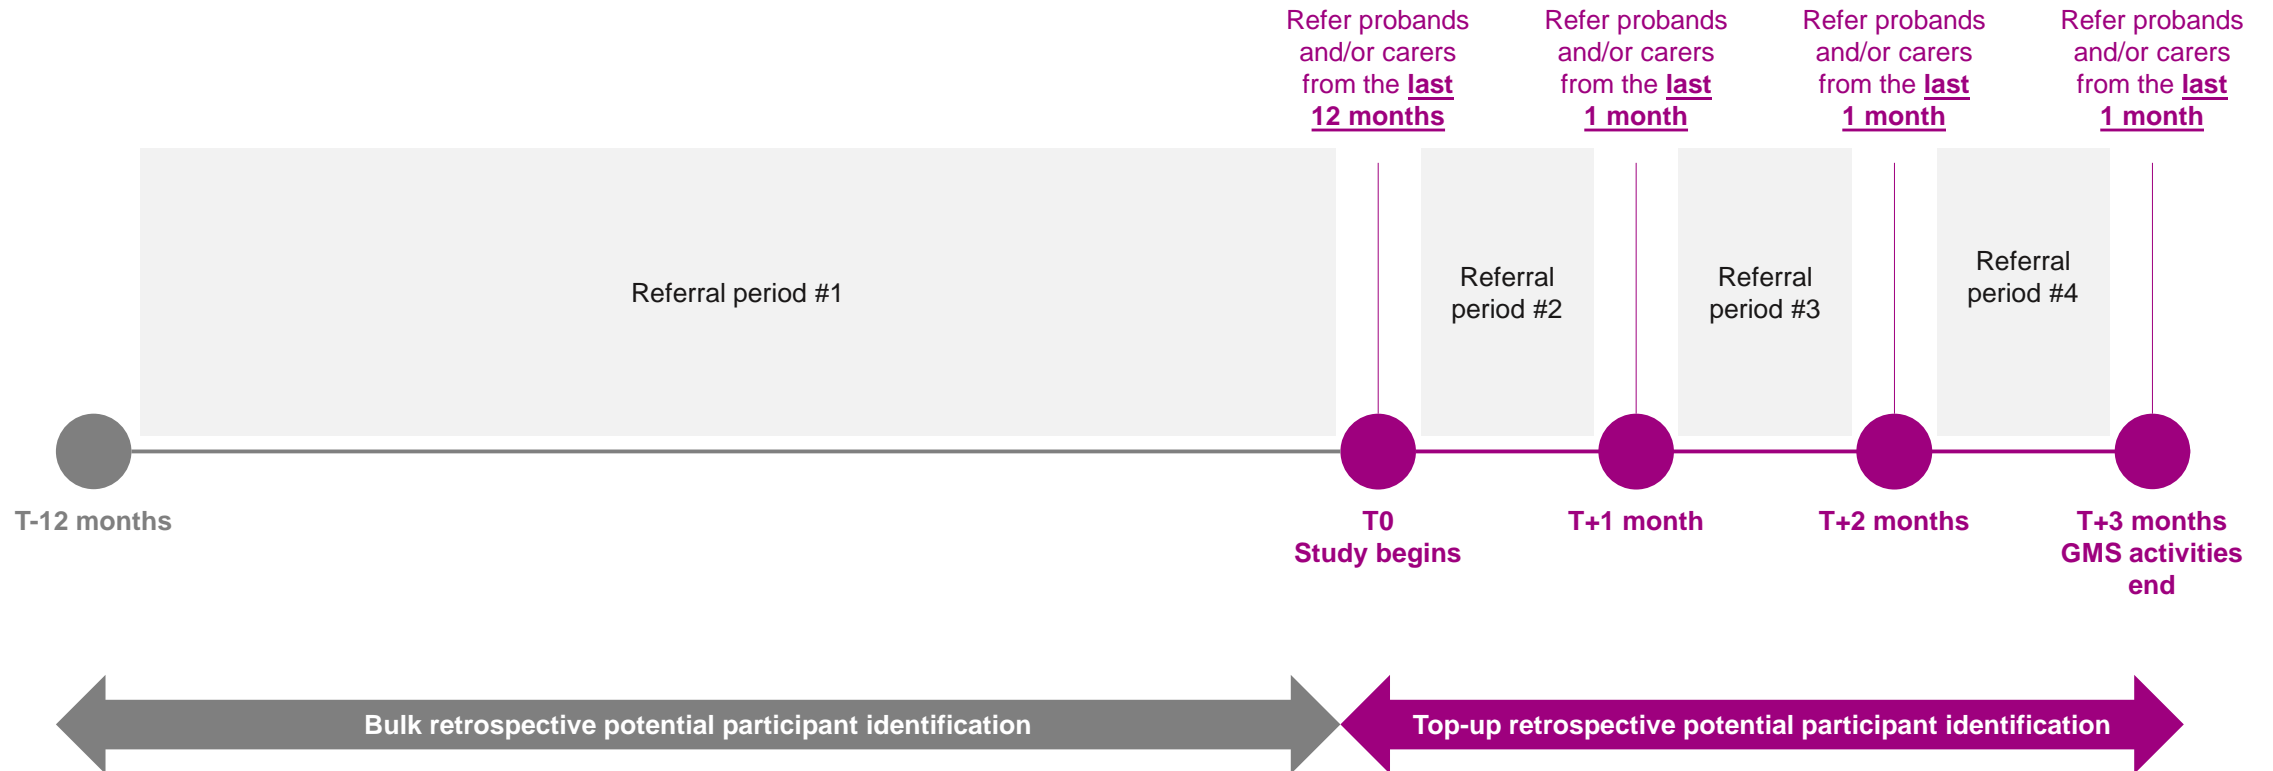 Refer probands
and/or carers
from the last
12 months
Refer probands
and/or carers
from the last
1 month
Refer probands
and/or carers
from the last
1 month
Refer probands
and/or carers
from the last
1 month
Referral period #1
Referral
period #2
Referral
period #3
Referral
period #4
T-12 months
T0
Study begins
T+1 month
T+2 months
T+3 months
GMS activities
end
Bulk retrospective potential participant identification
Top-up retrospective potential participant identification